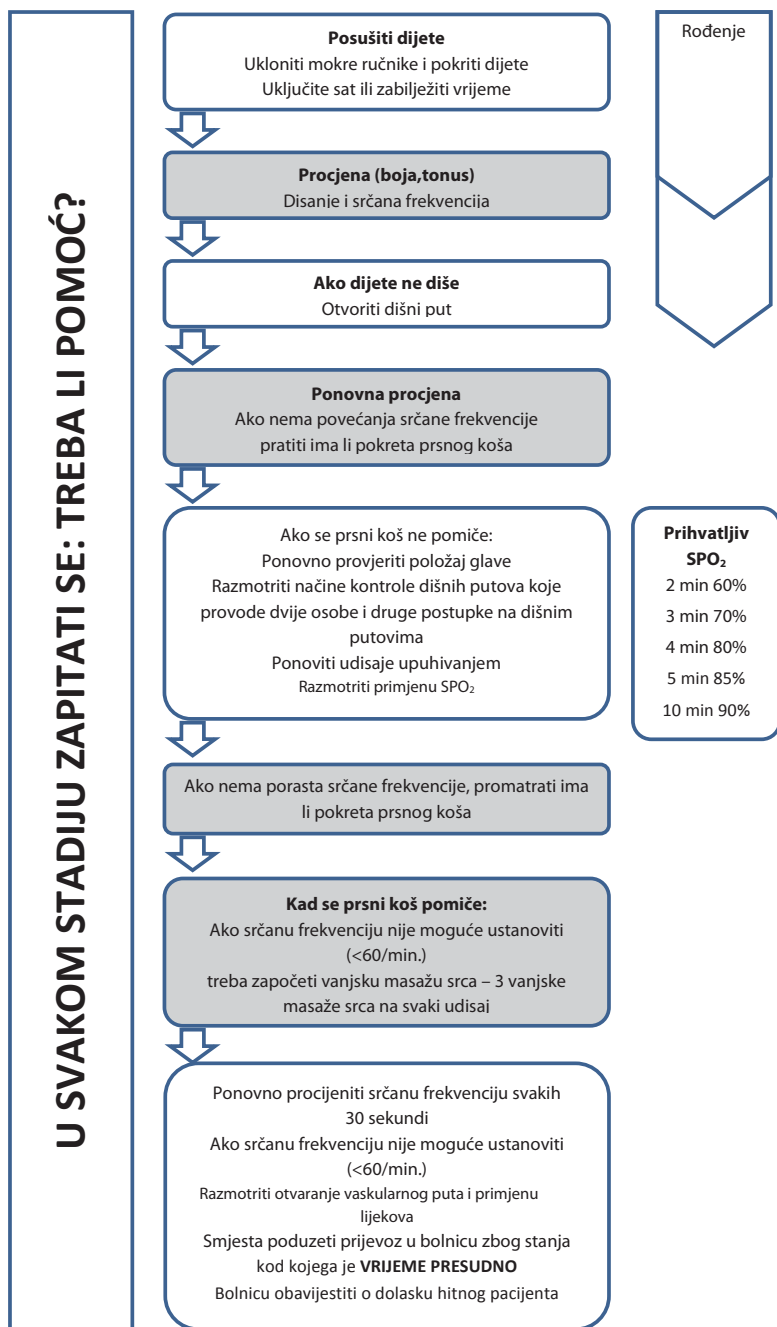 U SVAKOM STADIJU ZAPITATI SE: TREBA LI POMOĆ?
Posušiti dijete
Ukloniti mokre ručnike i pokriti dijete
Uključite sat ili zabilježiti vrijeme
Rođenje
Procjena (boja,tonus)
Disanje i srčana frekvencija
Ako dijete ne diše
Otvoriti dišni put
Ponovna procjena
Ako nema povećanja srčane frekvencije
pratiti ima li pokreta prsnog koša
Ako se prsni koš ne pomiče:
Ponovno provjeriti položaj glave
Razmotriti načine kontrole dišnih putova koje
provode dvije osobe i druge postupke na dišnim
putovima
Ponoviti udisaje upuhivanjem
Razmotriti primjenu SPO₂
Prihvatljiv
SPO₂
2 min 60%
3 min 70%
4 min 80%
5 min 85%
10 min 90%
Ako nema porasta srčane frekvencije, promatrati ima
li pokreta prsnog koša
Kad se prsni koš pomiče:
Ako srčanu frekvenciju nije moguće ustanoviti
(<60/min.)
treba započeti vanjsku masažu srca – 3 vanjske
masaže srca na svaki udisaj
Ponovno procijeniti srčanu frekvenciju svakih
30 sekundi
Ako srčanu frekvenciju nije moguće ustanoviti
(<60/min.)
Razmotriti otvaranje vaskularnog puta i primjenu
lijekova
Smjesta poduzeti prijevoz u bolnicu zbog stanja
kod kojega je VRIJEME PRESUDNO
Bolnicu obavijestiti o dolasku hitnog pacijenta